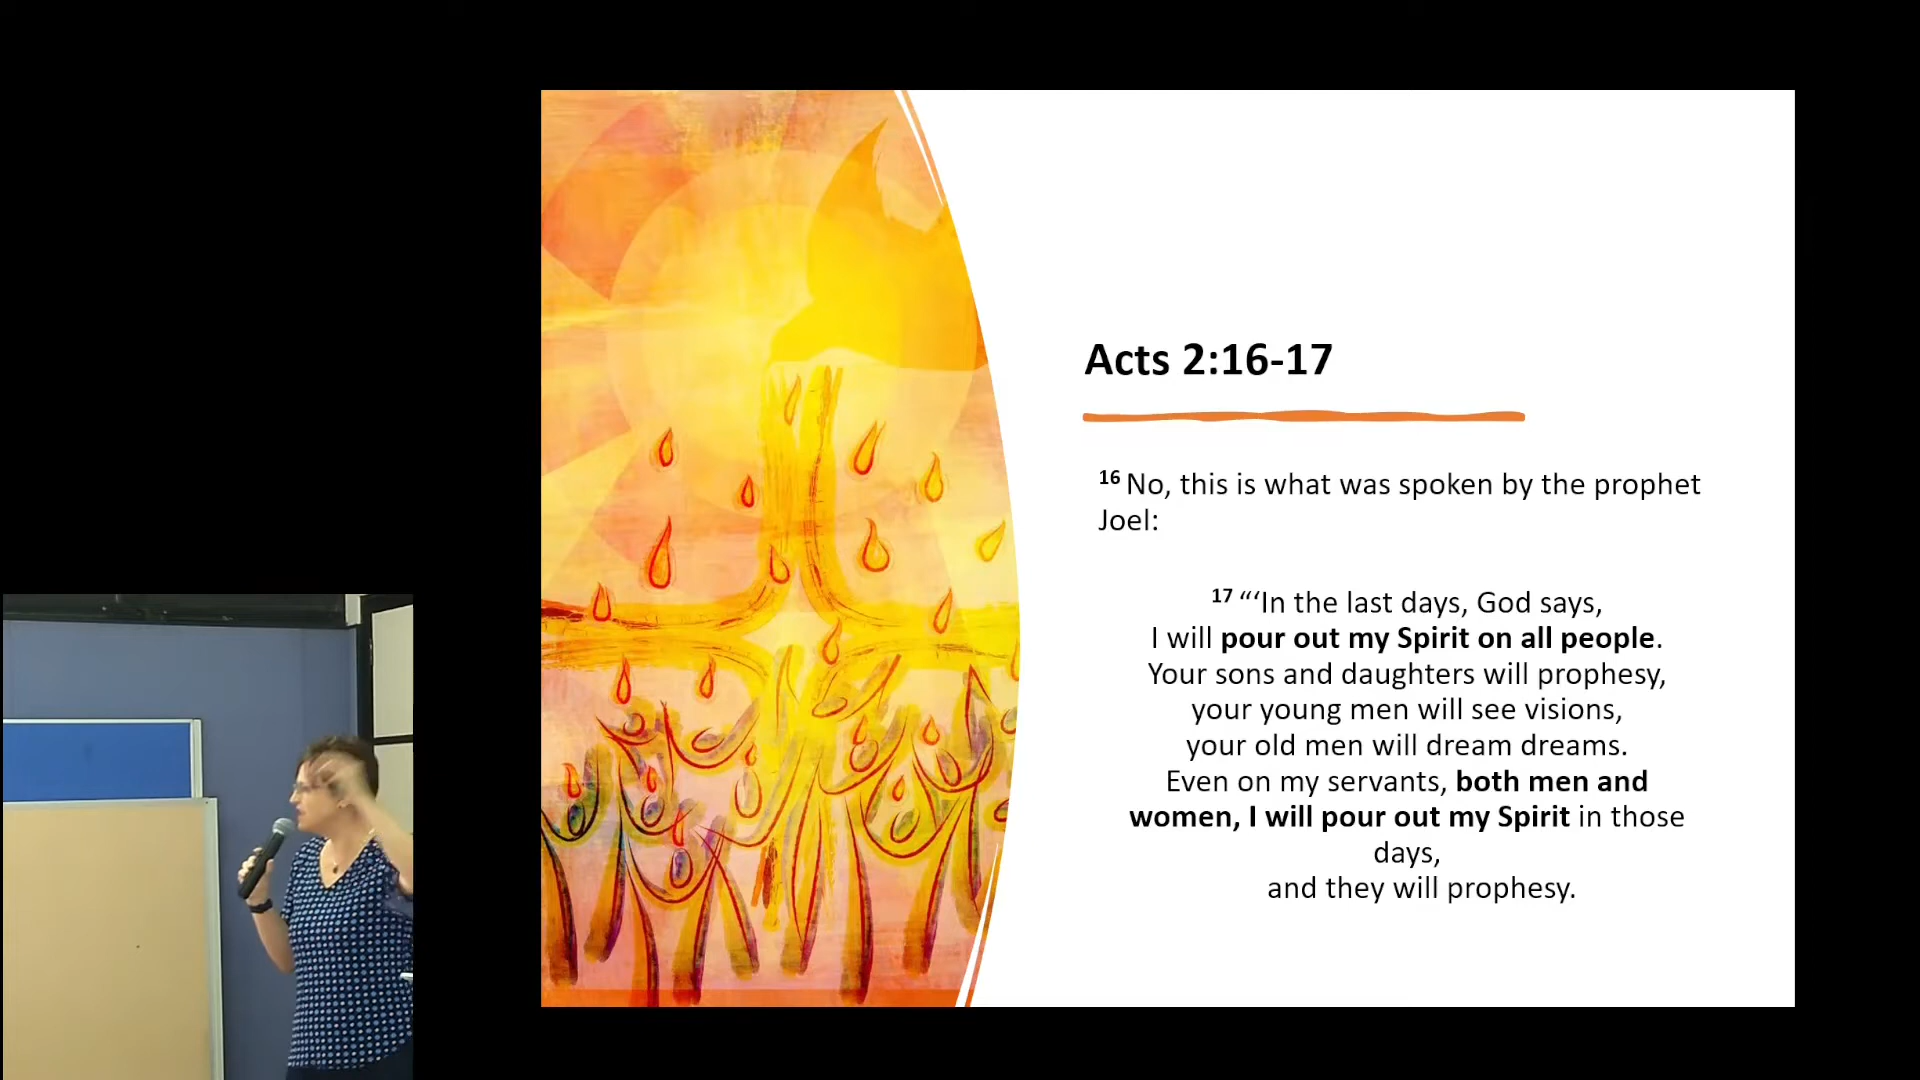 Acts 2:16-17
16 No, this is what was spoken by the prophet
Joel:
17 “‘In the last days, God says,
I will pour out my Spirit on all people.
Your sons and daughters will prophesy,
your young men will see visions,
your old men will dream dreams.
Even on my servants, both men and
women, I will pour out my Spirit in those
days,
and they will prophesy.